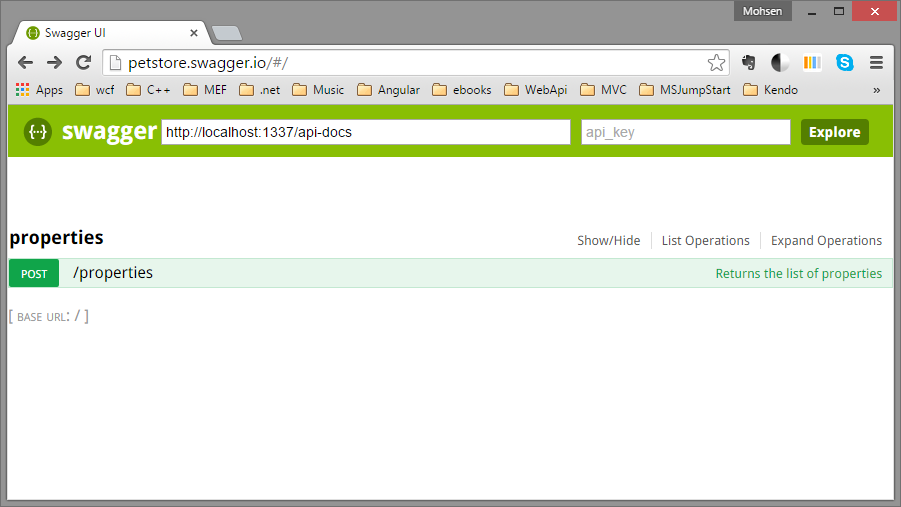 Mohsen
Swagger UI
petstore.swagger.io/#/
Apps wcf C++ MEF .net Music Angular ebooks WebApi MVC MSJumpStart Kendo »
{··} swagger http://localhost:1337/api-docs api_key Explore
properties Show/Hide List Operations Expand Operations
POST /properties Returns the list of properties
[ BASE URL: / ]